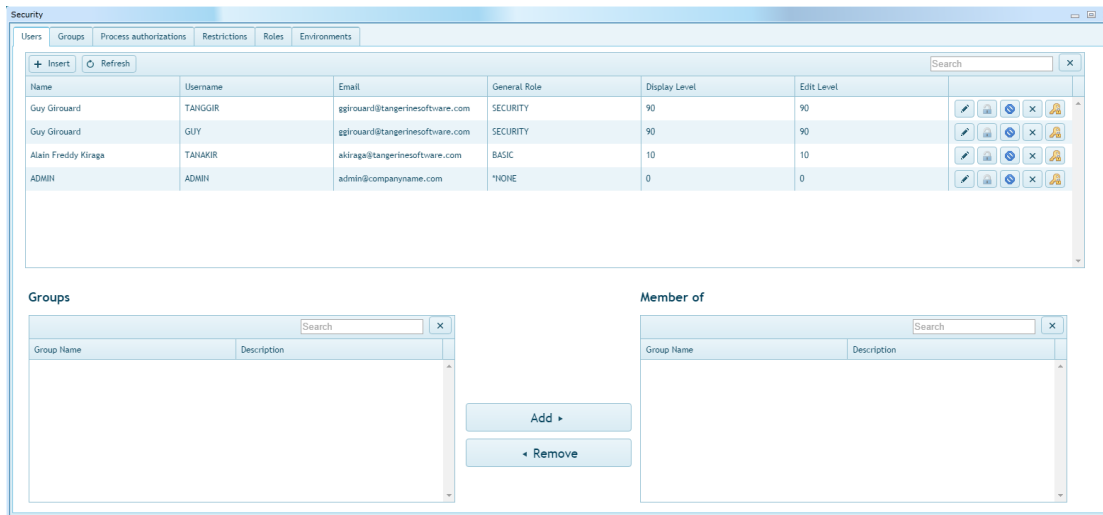 Security
Users Groups Process authorizations Restrictions Roles Environments
+ Insert Refresh Search
Name Username Email General Role Display Level Edit Level
Guy Girouard TANGGIR ggirouard@tangerinesoftware.com SECURITY 90 90
Guy Girouard GUY ggirouard@tangerinesoftware.com SECURITY 90 90
Alain Freddy Kiraga TANAKIR akiraga@tangerinesoftware.com BASIC 10 10
ADMIN ADMIN admin@companyname.com *NONE 0 0
Groups Member of
Search Search
Group Name Description Group Name Description
Add
Remove